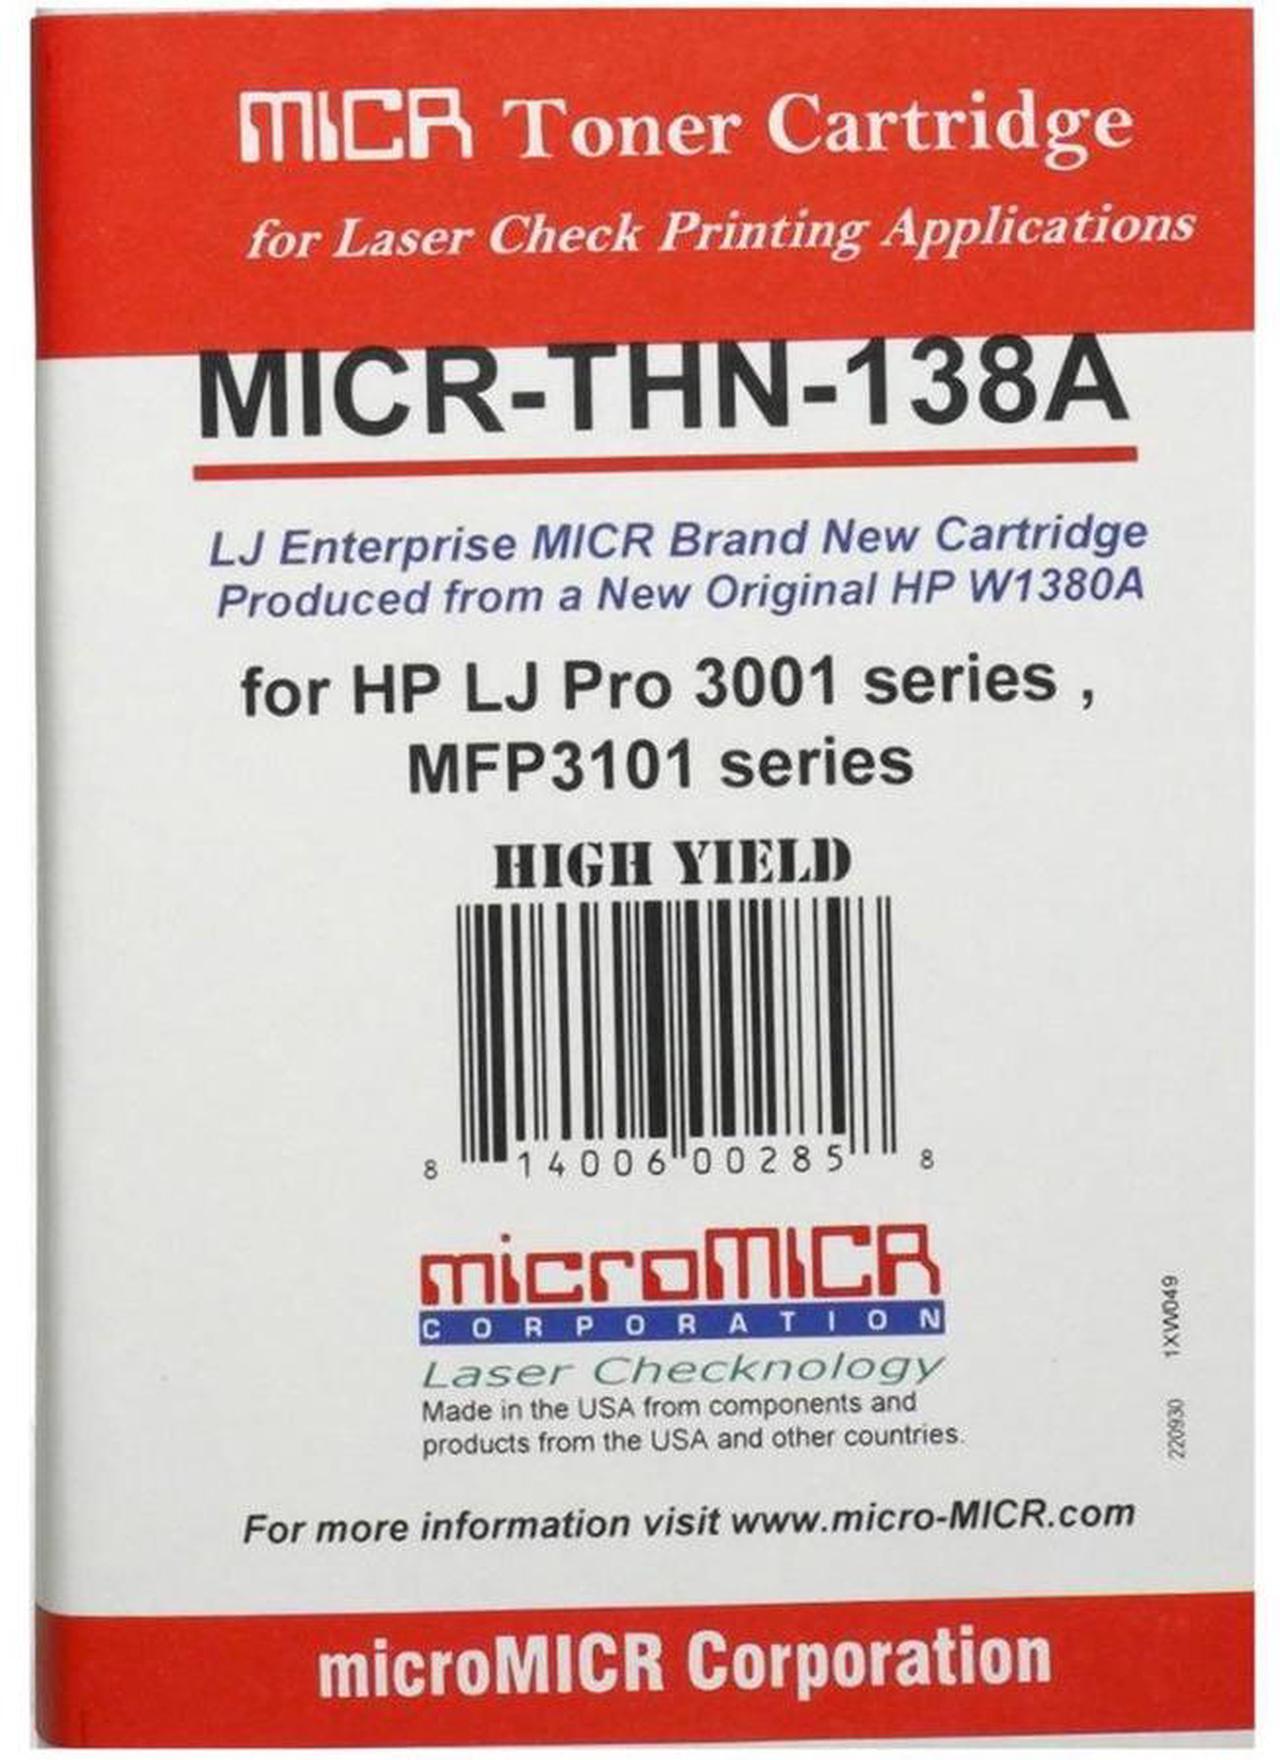 MICR Toner Cartridge
for Laser Check Printing Applications
MICR-THN-138A
LJ Enterprise MICR Brand New Cartridge
Produced from a New Original HP W1380A
for HP LJ Pro 3001 series ,
MFP3101 series
HIGH YIELD
8 14006 00285 8
microMICR
CORPORATION
Laser Checknology
Made in the USA from components and
products from the USA and other countries.
220930 1XW049
For more information visit www.micro-MICR.com
microMICR Corporation